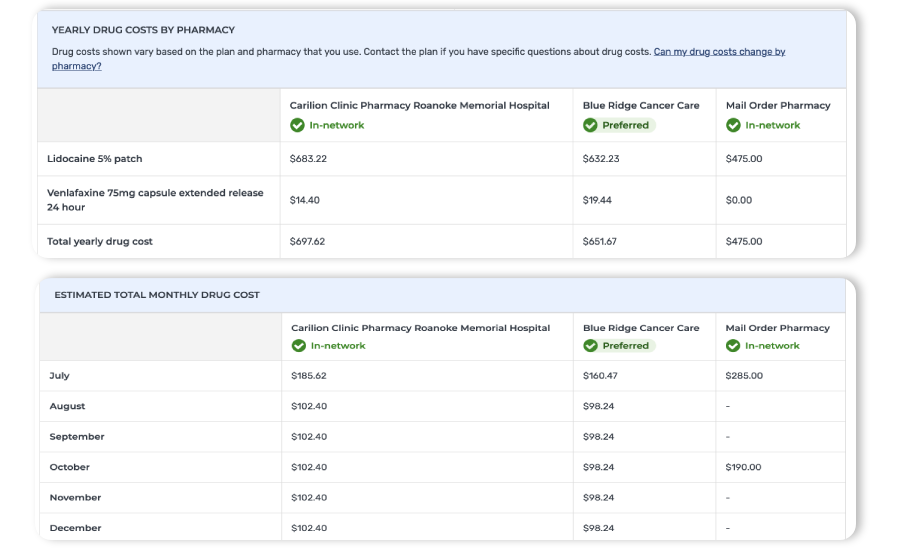 YEARLY DRUG COSTS BY PHARMACY
Drug costs shown vary based on the plan and pharmacy that you use. Contact the plan if you have specific questions about drug costs. Can my drug costs change by
pharmacy?
Carilion Clinic Pharmacy Roanoke Memorial Hospital Blue Ridge Cancer Care Mail Order Pharmacy
In-network Preferred In-network
Lidocaine 5% patch $683.22 $632.23 $475.00
Venlafaxine 75mg capsule extended release
24 hour $14.40 $19.44 $0.00
Total yearly drug cost $697.62 $651.67 $475.00
ESTIMATED TOTAL MONTHLY DRUG COST
Carilion Clinic Pharmacy Roanoke Memorial Hospital Blue Ridge Cancer Care Mail Order Pharmacy
In-network Preferred In-network
July $185.62 $160.47 $285.00
August $102.40 $98.24 -
September $102.40 $98.24 -
October $102.40 $98.24 $190.00
November $102.40 $98.24 -
December $102.40 $98.24 -